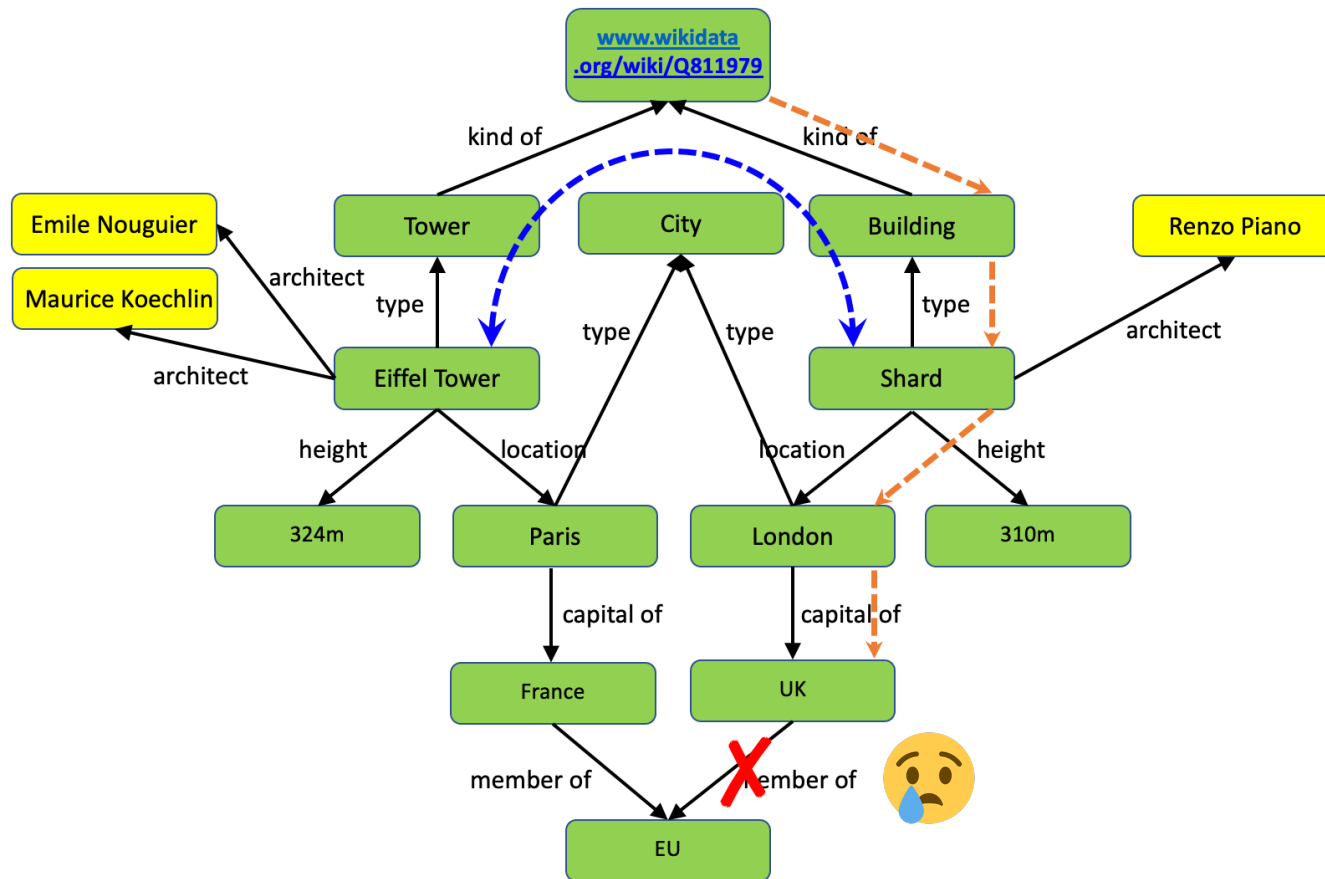 www.wikidata
.org/wiki/Q811979
kind of
kind of
Emile Nouguier
Tower
City
Building
Renzo Piano
Maurice Koechlin
architect
type
type
type
type
architect
architect
Eiffel Tower
Shard
height
location
location
height
324m
Paris
London
310m
capital of
capital of
France
UK
member of
member of
EU